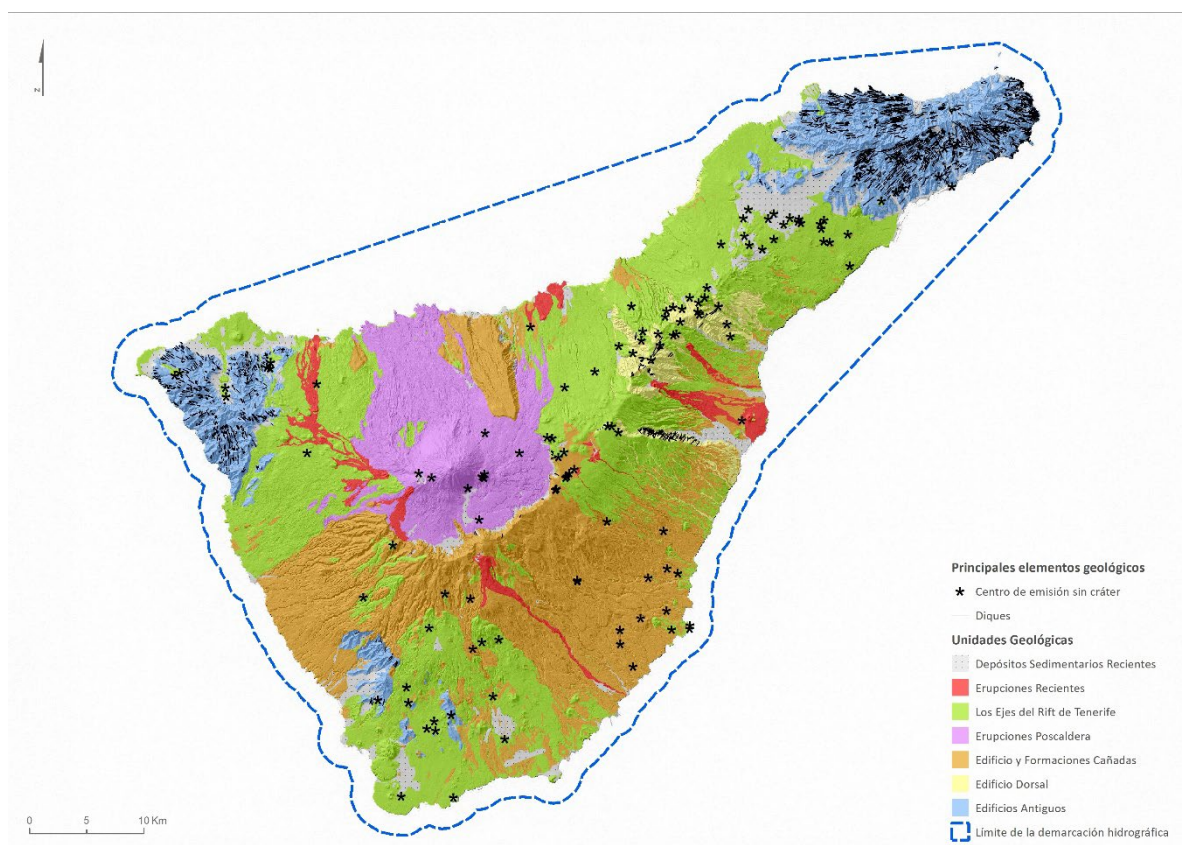 N
Principales elementos geológicos
Centro de emisión sin cráter
Diques
Unidades Geológicas
Depósitos Sedimentarios Recientes
Erupciones Recientes
Los Ejes del Rift de Tenerife
Erupciones Poscaldera
Edificio y Formaciones Cañadas
Edificio Dorsal
Edificios Antiguos
Límite de la demarcación hidrográfica
0 5 10 Km